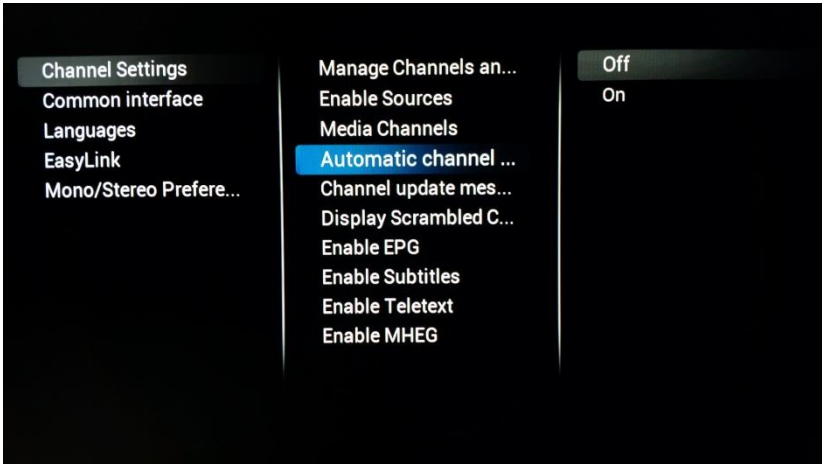 Channel Settings
Common interface
Languages
EasyLink
Mono/Stereo Prefere...
Manage Channels an...
Enable Sources
Media Channels
Automatic channel ...
Channel update mes...
Display Scrambled C...
Enable EPG
Enable Subtitles
Enable Teletext
Enable MHEG
Off
On